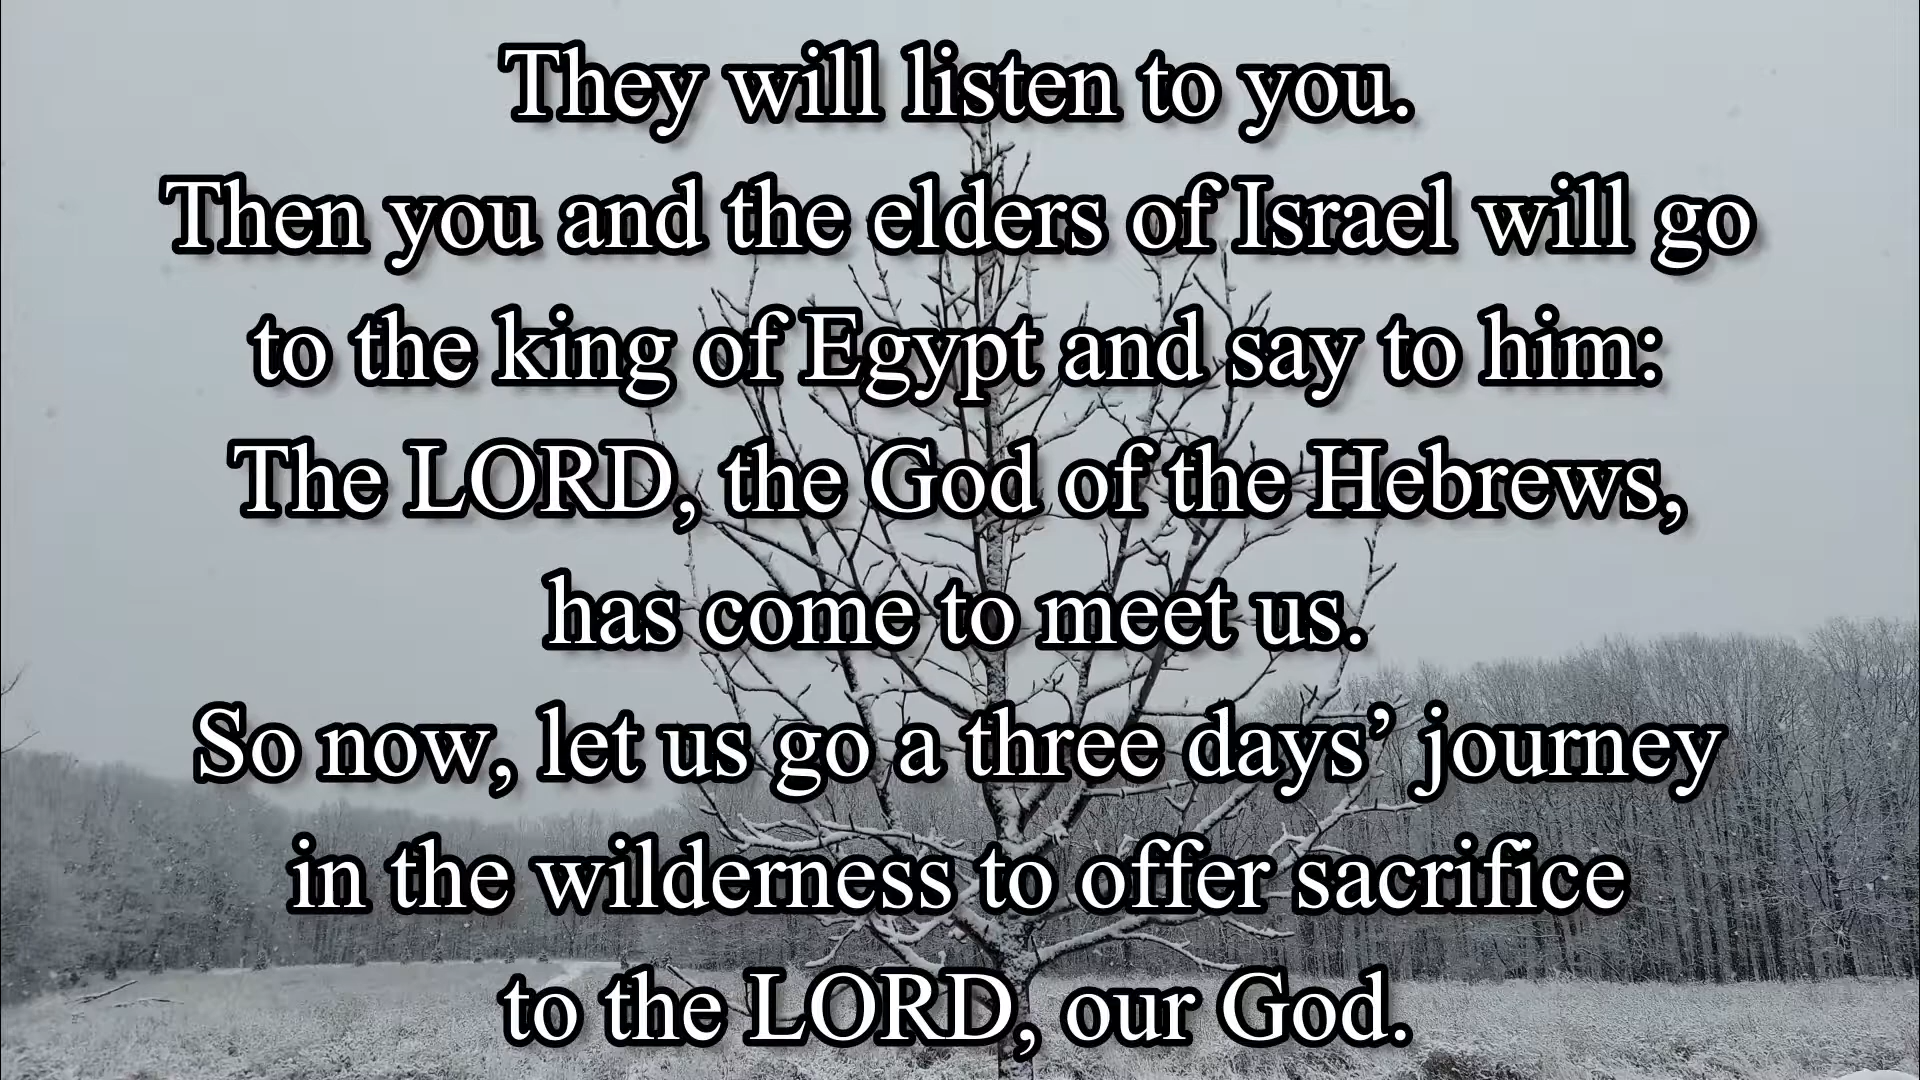 They will listen to you.
Then you and the elders of Israel will go
to the king of Egypt and say to him:
The LORD, the God of the Hebrews,
has come to meet us.
So now, let us go a three days’ journey
in the wilderness to offer sacrifice
to the LORD, our God.